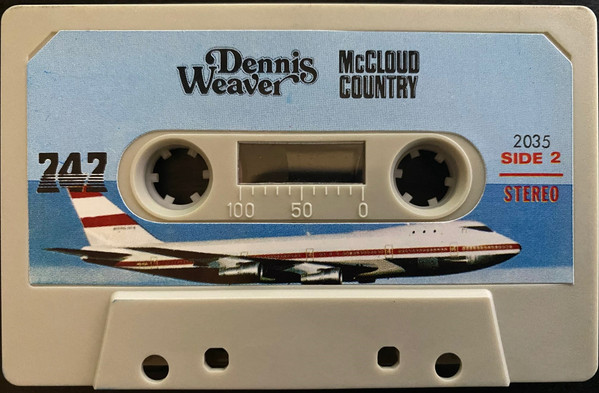 Dennis
Weaver
McCLOUD
COUNTRY
747
2035
SIDE 2
STEREO
100 50 0